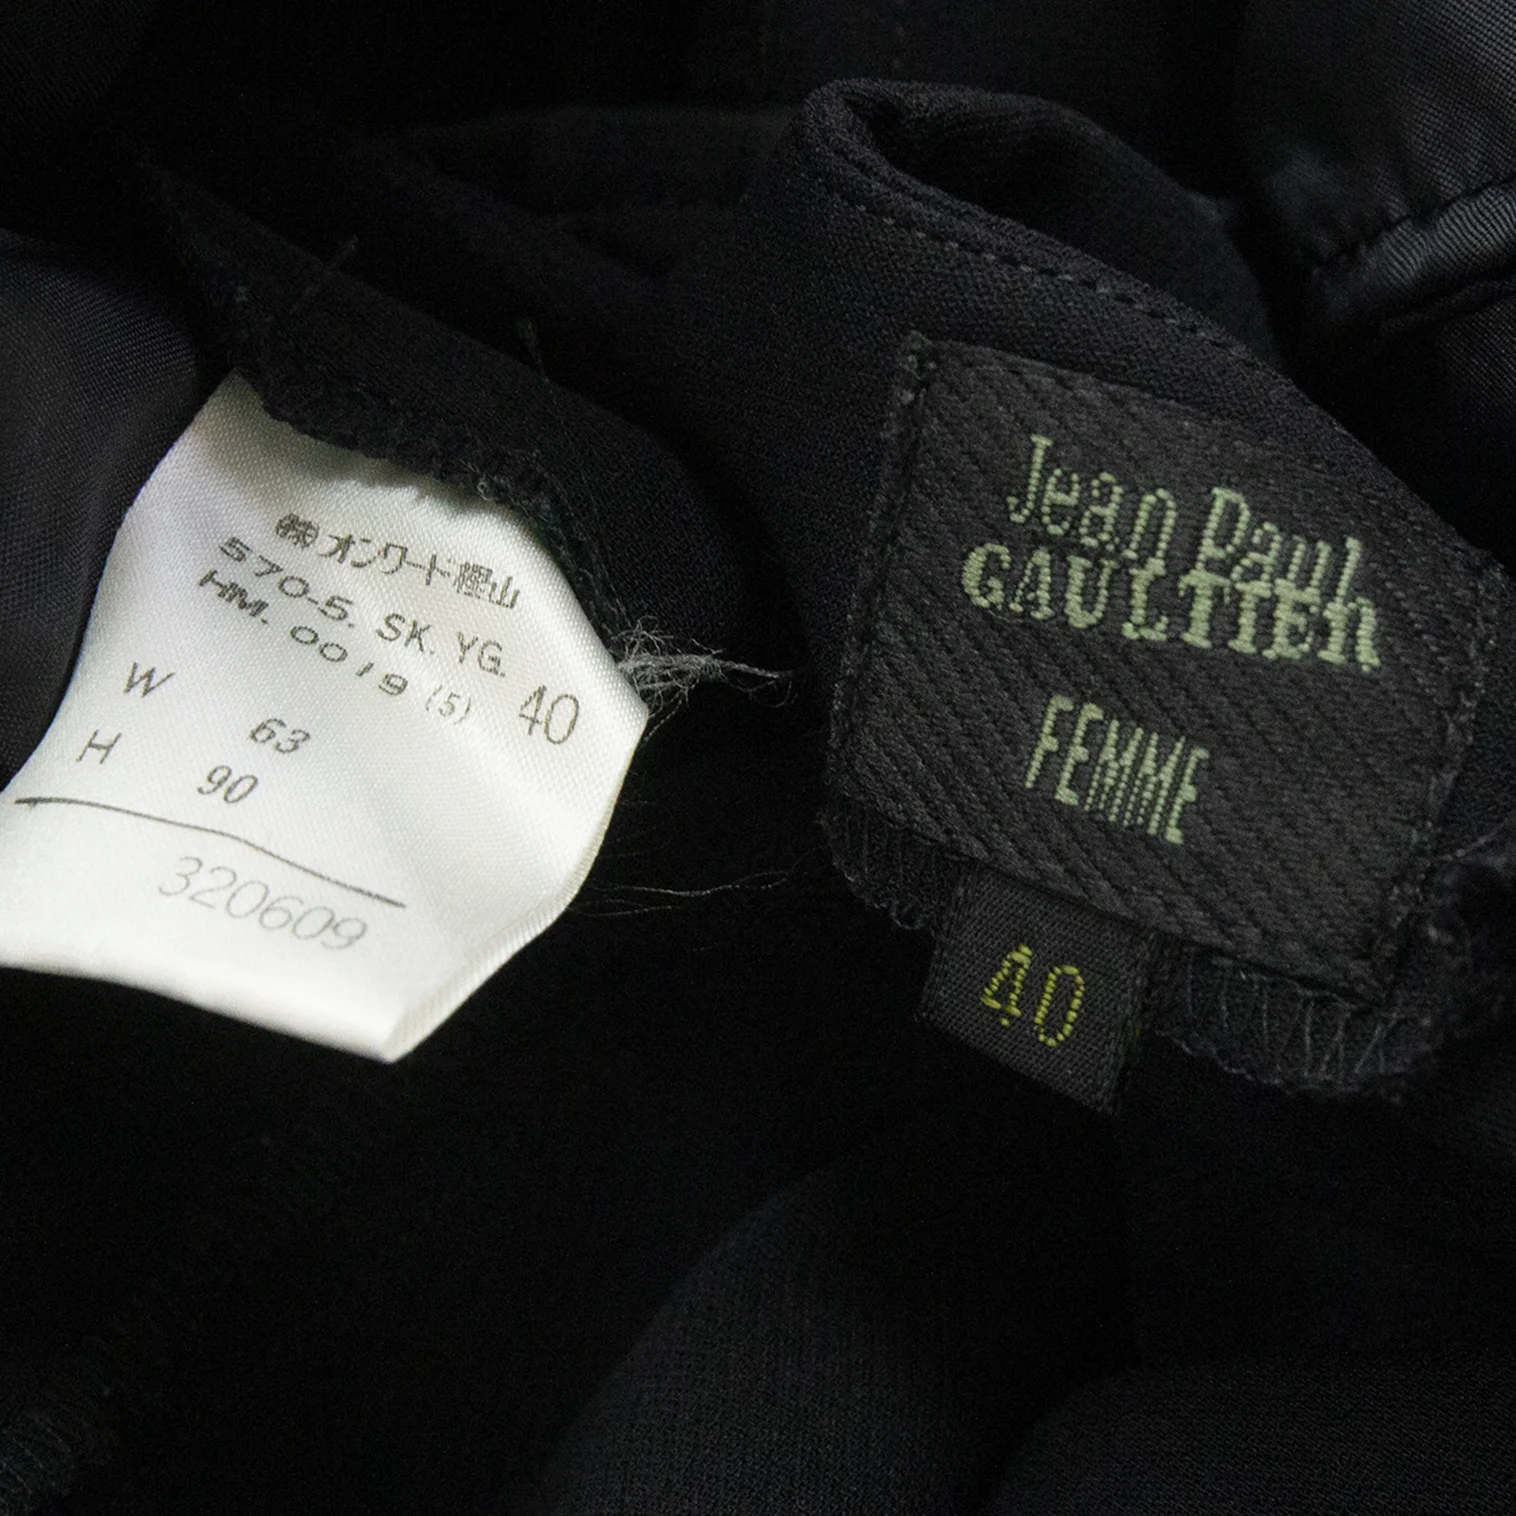 ㈱オンワード樫山
570-5. SK. YG.
HM. 0019 (5) 40
W 63
H 90
320609
Jean Paul
GAULTIER
FEMME
40